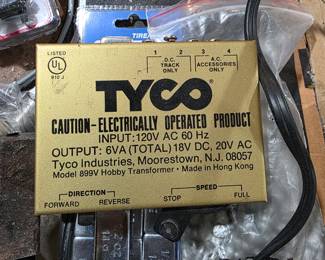 TIRE
LISTED
UL
®
1 2 3 4
D.C. TRACK ONLY
A.C. ACCESSORIES ONLY
TYCO®
CAUTION-ELECTRICALLY OPERATED PRODUCT
INPUT: 120V AC 60 Hz
OUTPUT: 6VA (TOTAL) 18V DC, 20V AC
Tyco Industries, Moorestown, N.J. 08057
Model 899V Hobby Transformer • Made in Hong Kong
DIRECTION
FORWARD REVERSE
SPEED
STOP FULL